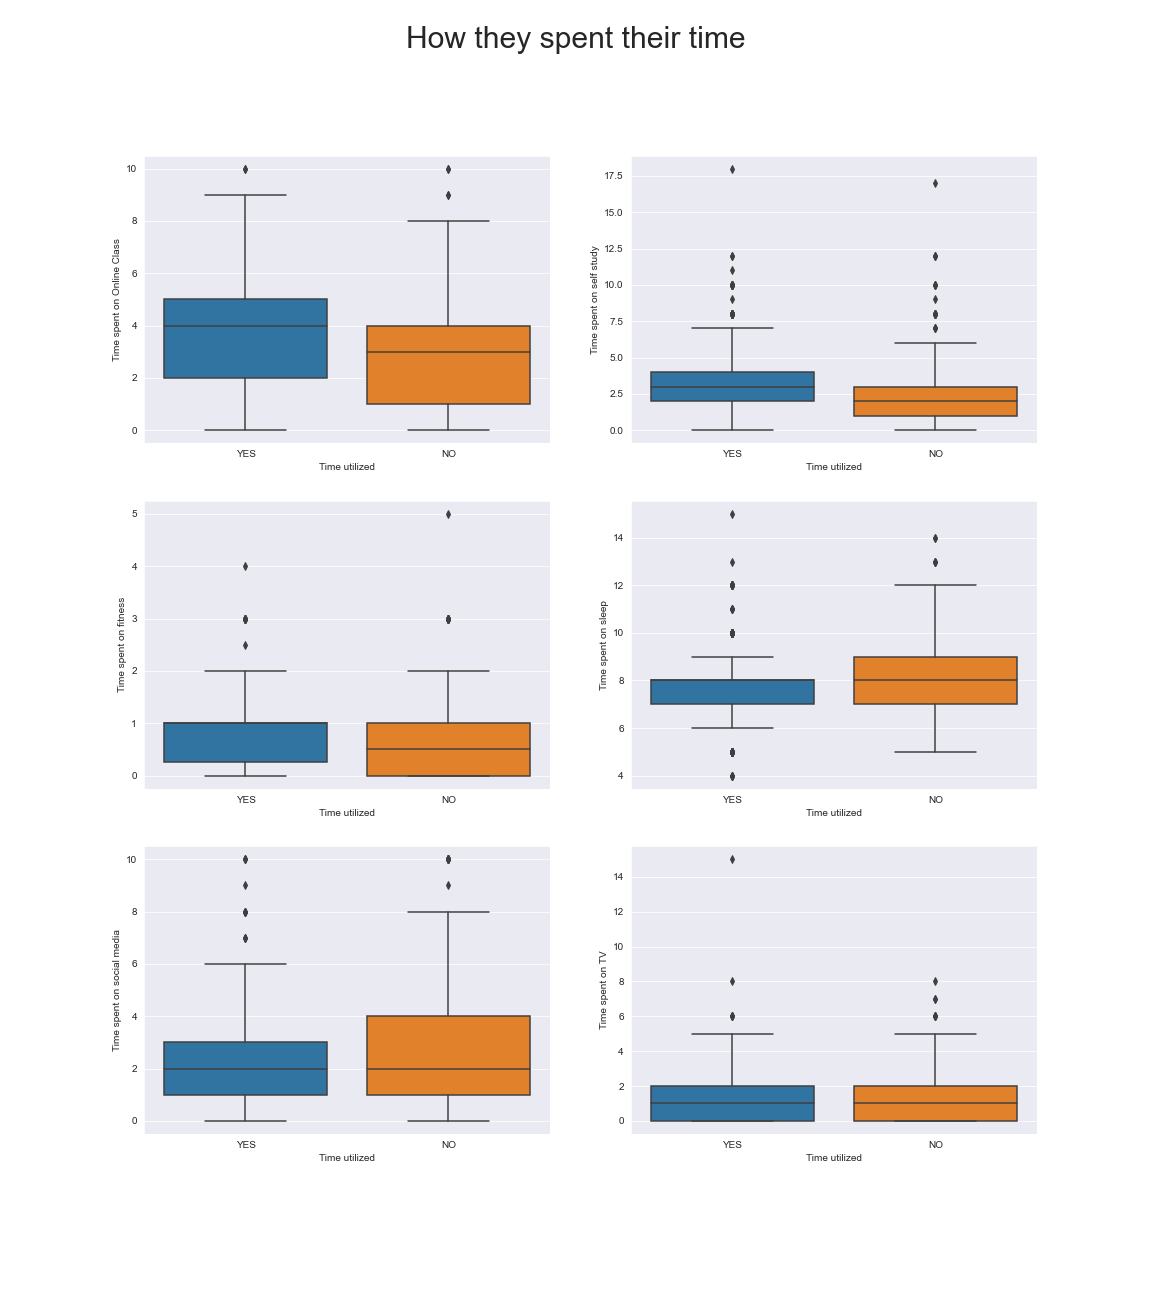 How they spent their time
10
8
6
4
2
0
Time spent on Online Class
YES
NO
Time utilized
17.5
15.0
12.5
10.0
7.5
5.0
2.5
0.0
Time spent on self study
YES
NO
Time utilized
5
4
3
2
1
0
Time spent on fitness
YES
NO
Time utilized
14
12
10
8
6
4
Time spent on sleep
YES
NO
Time utilized
10
8
6
4
2
0
Time spent on social media
YES
NO
Time utilized
14
12
10
8
6
4
2
0
Time spent on TV
YES
NO
Time utilized